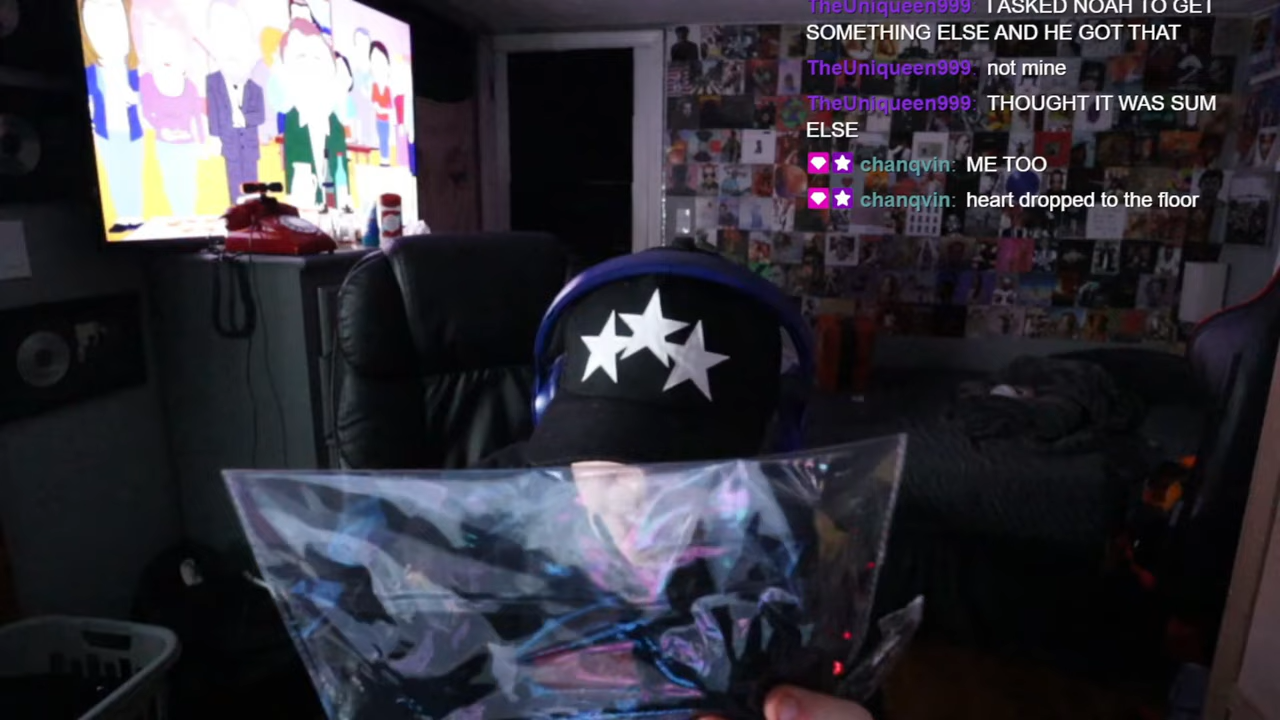 TheUniqueen999: I ASKED NOAH TO GET
SOMETHING ELSE AND HE GOT THAT
TheUniqueen999: not mine
TheUniqueen999: THOUGHT IT WAS SUM
ELSE
chanqvin: ME TOO
chanqvin: heart dropped to the floor